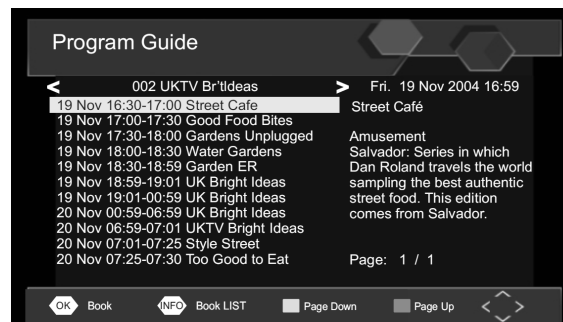 Program Guide
< 002 UKTV Br'tIdeas > Fri. 19 Nov 2004 16:59
19 Nov 16:30-17:00 Street Cafe
19 Nov 17:00-17:30 Good Food Bites
19 Nov 17:30-18:00 Gardens Unplugged
19 Nov 18:00-18:30 Water Gardens
19 Nov 18:30-18:59 Garden ER
19 Nov 18:59-19:01 UK Bright Ideas
19 Nov 19:01-00:59 UK Bright Ideas
20 Nov 00:59-06:59 UK Bright Ideas
20 Nov 06:59-07:01 UKTV Bright Ideas
20 Nov 07:01-07:25 Style Street
20 Nov 07:25-07:30 Too Good to Eat
Street Café
Amusement
Salvador: Series in which
Dan Roland travels the world
sampling the best authentic
street food. This edition
comes from Salvador.
Page: 1 / 1
OK Book INFO Book LIST Page Down Page Up